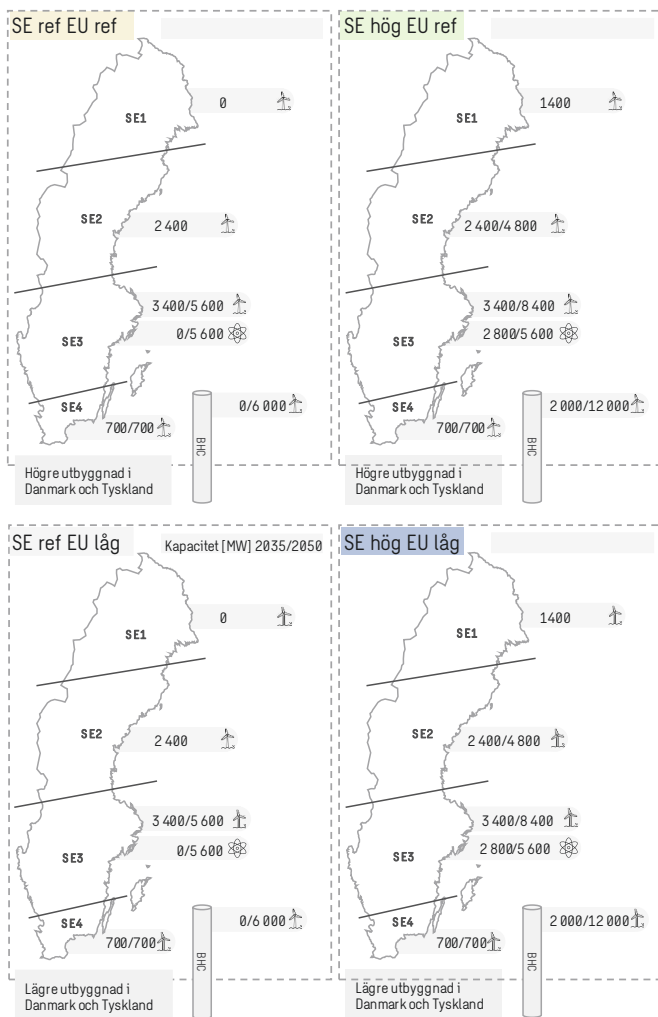 SE ref EU ref
SE1
0
SE2
2 400
3 400/5 600
SE3
0/5 600
SE4
0/6 000
700/700
BHC
Högre utbyggnad i
Danmark och Tyskland
SE hög EU ref
SE1
1400
SE2
2 400/4 800
3 400/8 400
SE3
2 800/5 600
SE4
2 000/12 000
700/700
BHC
Högre utbyggnad i
Danmark och Tyskland
SE ref EU låg
Kapacitet [MW] 2035/2050
SE1
0
SE2
2 400
3 400/5 600
SE3
0/5 600
SE4
0/6 000
700/700
BHC
Lägre utbyggnad i
Danmark och Tyskland
SE hög EU låg
SE1
1400
SE2
2 400/4 800
3 400/8 400
SE3
2 800/5 600
SE4
2 000/12 000
700/700
BHC
Lägre utbyggnad i
Danmark och Tyskland